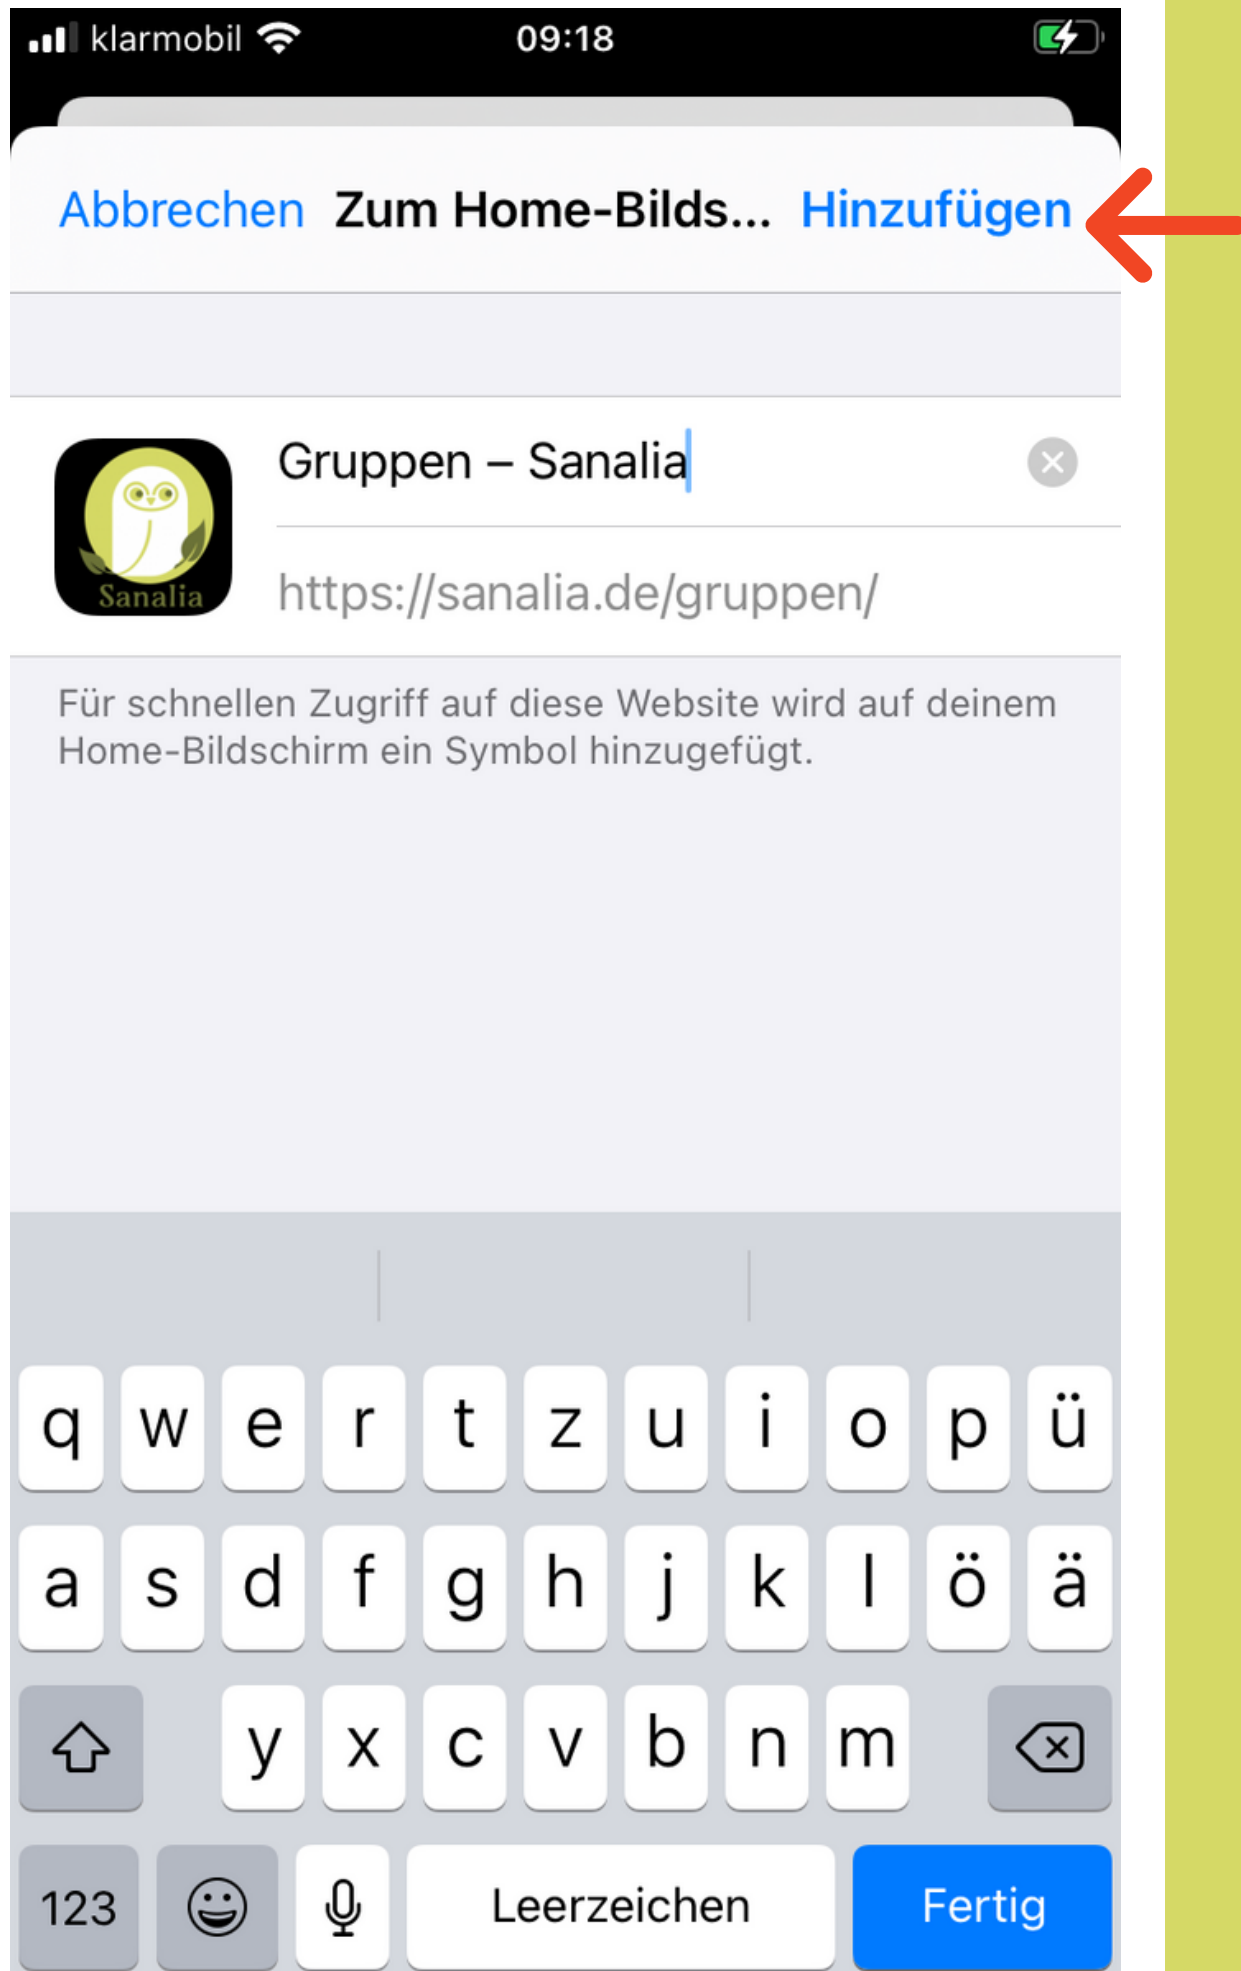 klarmobil 09:18
Abbrechen Zum Home-Bilds... Hinzufügen
Gruppen – Sanalia
Sanalia
https://sanalia.de/gruppen/
Für schnellen Zugriff auf diese Website wird auf deinem
Home-Bildschirm ein Symbol hinzugefügt.
q w e r t z u i o p ü
a s d f g h j k l ö ä
y x c v b n m
123 Leerzeichen Fertig